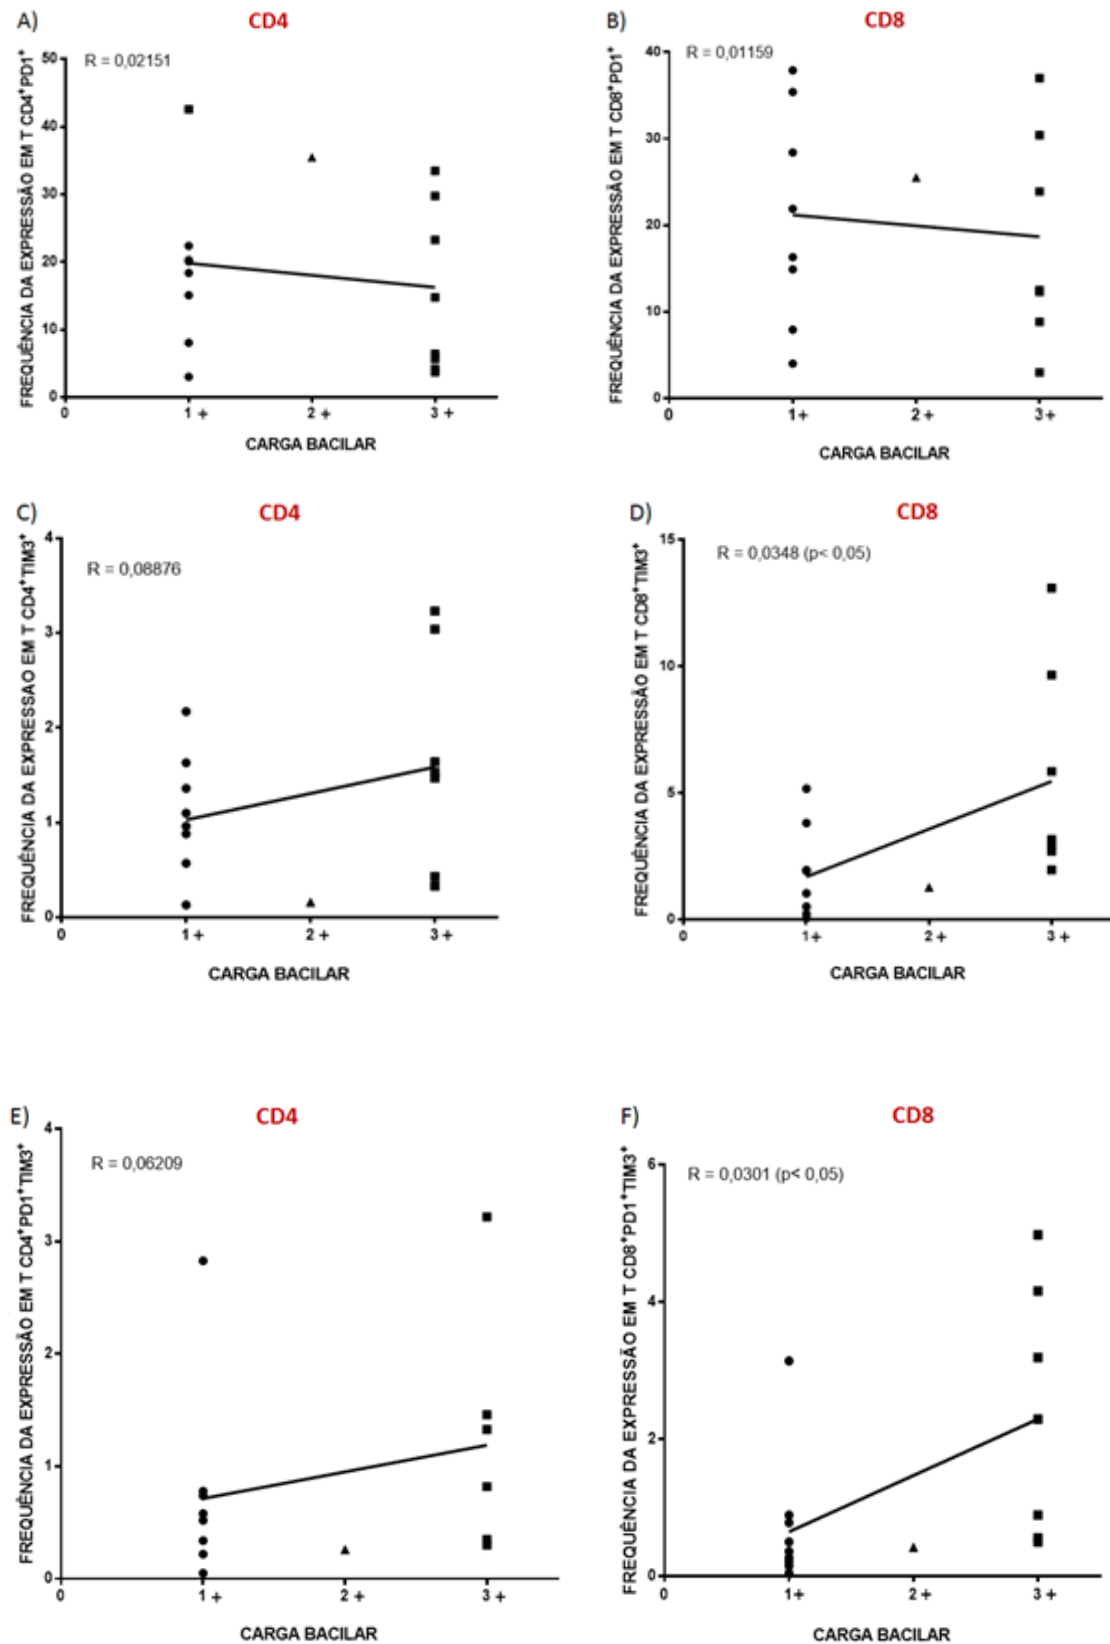 A)
CD4
R = 0,02151
FREQUÊNCIA DA EXPRESSÃO EM T CD4⁺PD1⁺
50
40
30
20
10
0
0
1 +
2 +
3 +
CARGA BACILAR
B)
CD8
R = 0,01159
FREQUÊNCIA DA EXPRESSÃO EM T CD8⁺PD1⁺
40
30
20
10
0
0
1 +
2 +
3 +
CARGA BACILAR
C)
CD4
R = 0,08876
FREQUÊNCIA DA EXPRESSAO EM T CD4⁺TIM3⁺
4
3
2
1
0
0
1 +
2 +
3 +
CARGA BACILAR
D)
CD8
R = 0,0348 (p< 0,05)
FREQUÊNCIA DA EXPRESSÃO EM T CD8⁺TIM3⁺
15
10
5
0
0
1 +
2 +
3 +
CARGA BACILAR
E)
CD4
R = 0,06209
FREQUÊNCIA DA EXPRESSÃO EM T CD4⁺PD1⁺TIM3⁺
4
3
2
1
0
0
1 +
2 +
3 +
CARGA BACILAR
F)
CD8
R = 0,0301 (p< 0,05)
FREQUÊNCIA DA EXPRESSÃO EM T CD8⁺PD1⁺TIM3⁺
6
4
2
0
0
1 +
2 +
3 +
CARGA BACILAR